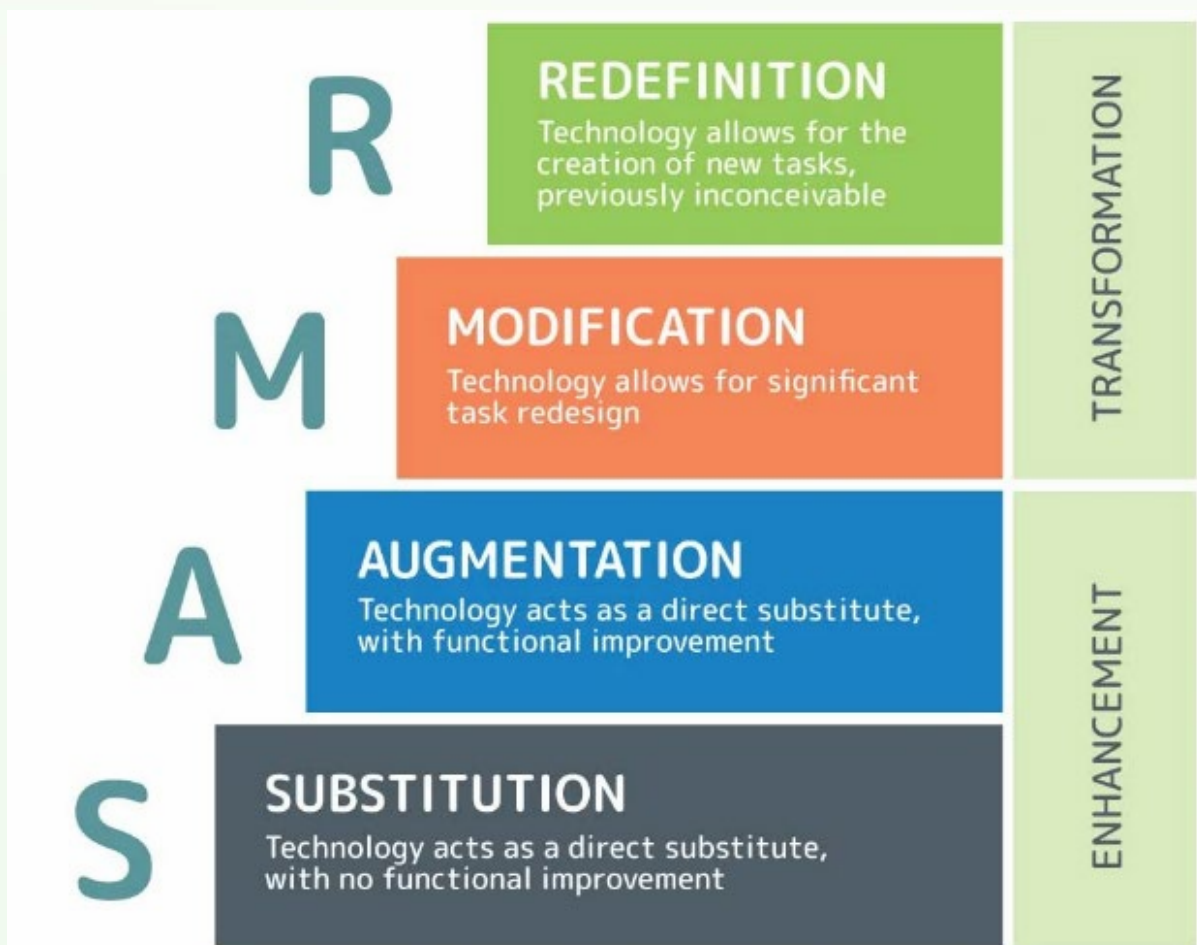 R
REDEFINITION
Technology allows for the
creation of new tasks,
previously inconceivable
M
MODIFICATION
Technology allows for significant
task redesign
TRANSFORMATION
A
AUGMENTATION
Technology acts as a direct substitute,
with functional improvement
S
SUBSTITUTION
Technology acts as a direct substitute,
with no functional improvement
ENHANCEMENT